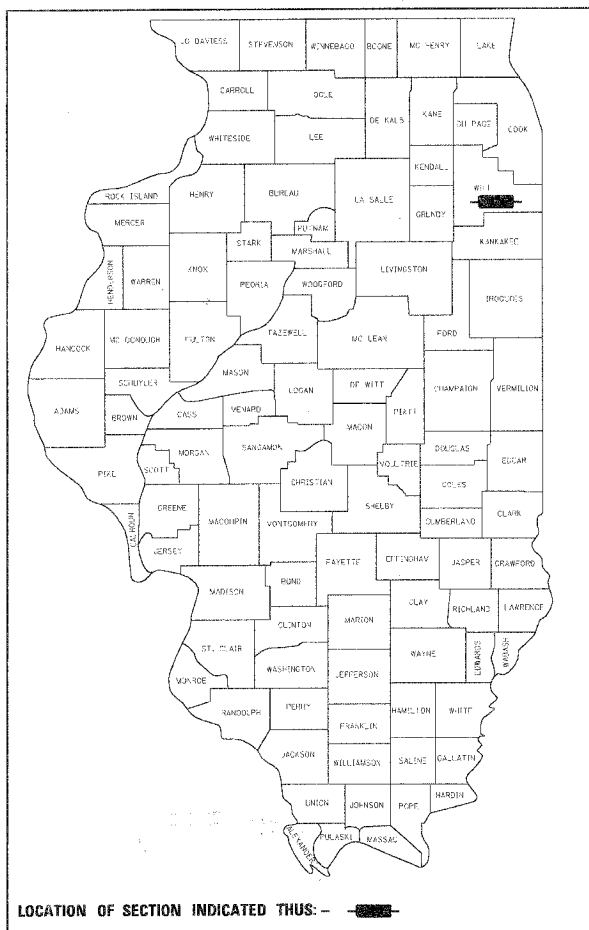 JO DAVIESS STEVENSON WINNEBAGO BOONE MC HENRY LAKE
CARROLL OGLE
DE KALB KANE DU PAGE COOK
WHITESIDE LEE
KENDALL
WILL
ROCK ISLAND HENRY BUREAU LA SALLE GRUNDY
MERCER
PUTNAM
STARK MARSHALL KANKAKEE
HENDERSON WARREN KNOX PEORIA WOODFORD LIVINGSTON
IROQUOIS
HANCOCK MC DONOUGH FULTON TAZEWELL MC LEAN FORD
MASON
SCHUYLER LOGAN DE WITT CHAMPAIGN VERMILION
ADAMS BROWN CASS MENARD PIATT
MACON
SANGAMON
PIKE SCOTT MORGAN MOULTRIE DOUGLAS EDGAR
CHRISTIAN COLES
CALHOUN GREENE MACOUPIN MONTGOMERY SHELBY CUMBERLAND CLARK
JERSEY
FAYETTE EFFINGHAM JASPER CRAWFORD
MADISON BOND
CLAY RICHLAND LAWRENCE
CLINTON MARION
ST. CLAIR WAYNE EDWARDS WABASH
WASHINGTON JEFFERSON
MONROE
RANDOLPH PERRY HAMILTON WHITE
FRANKLIN
JACKSON WILLIAMSON SALINE GALLATIN
HARDIN
UNION JOHNSON POPE
ALEXANDER PULASKI MASSAC
LOCATION OF SECTION INDICATED THUS: -